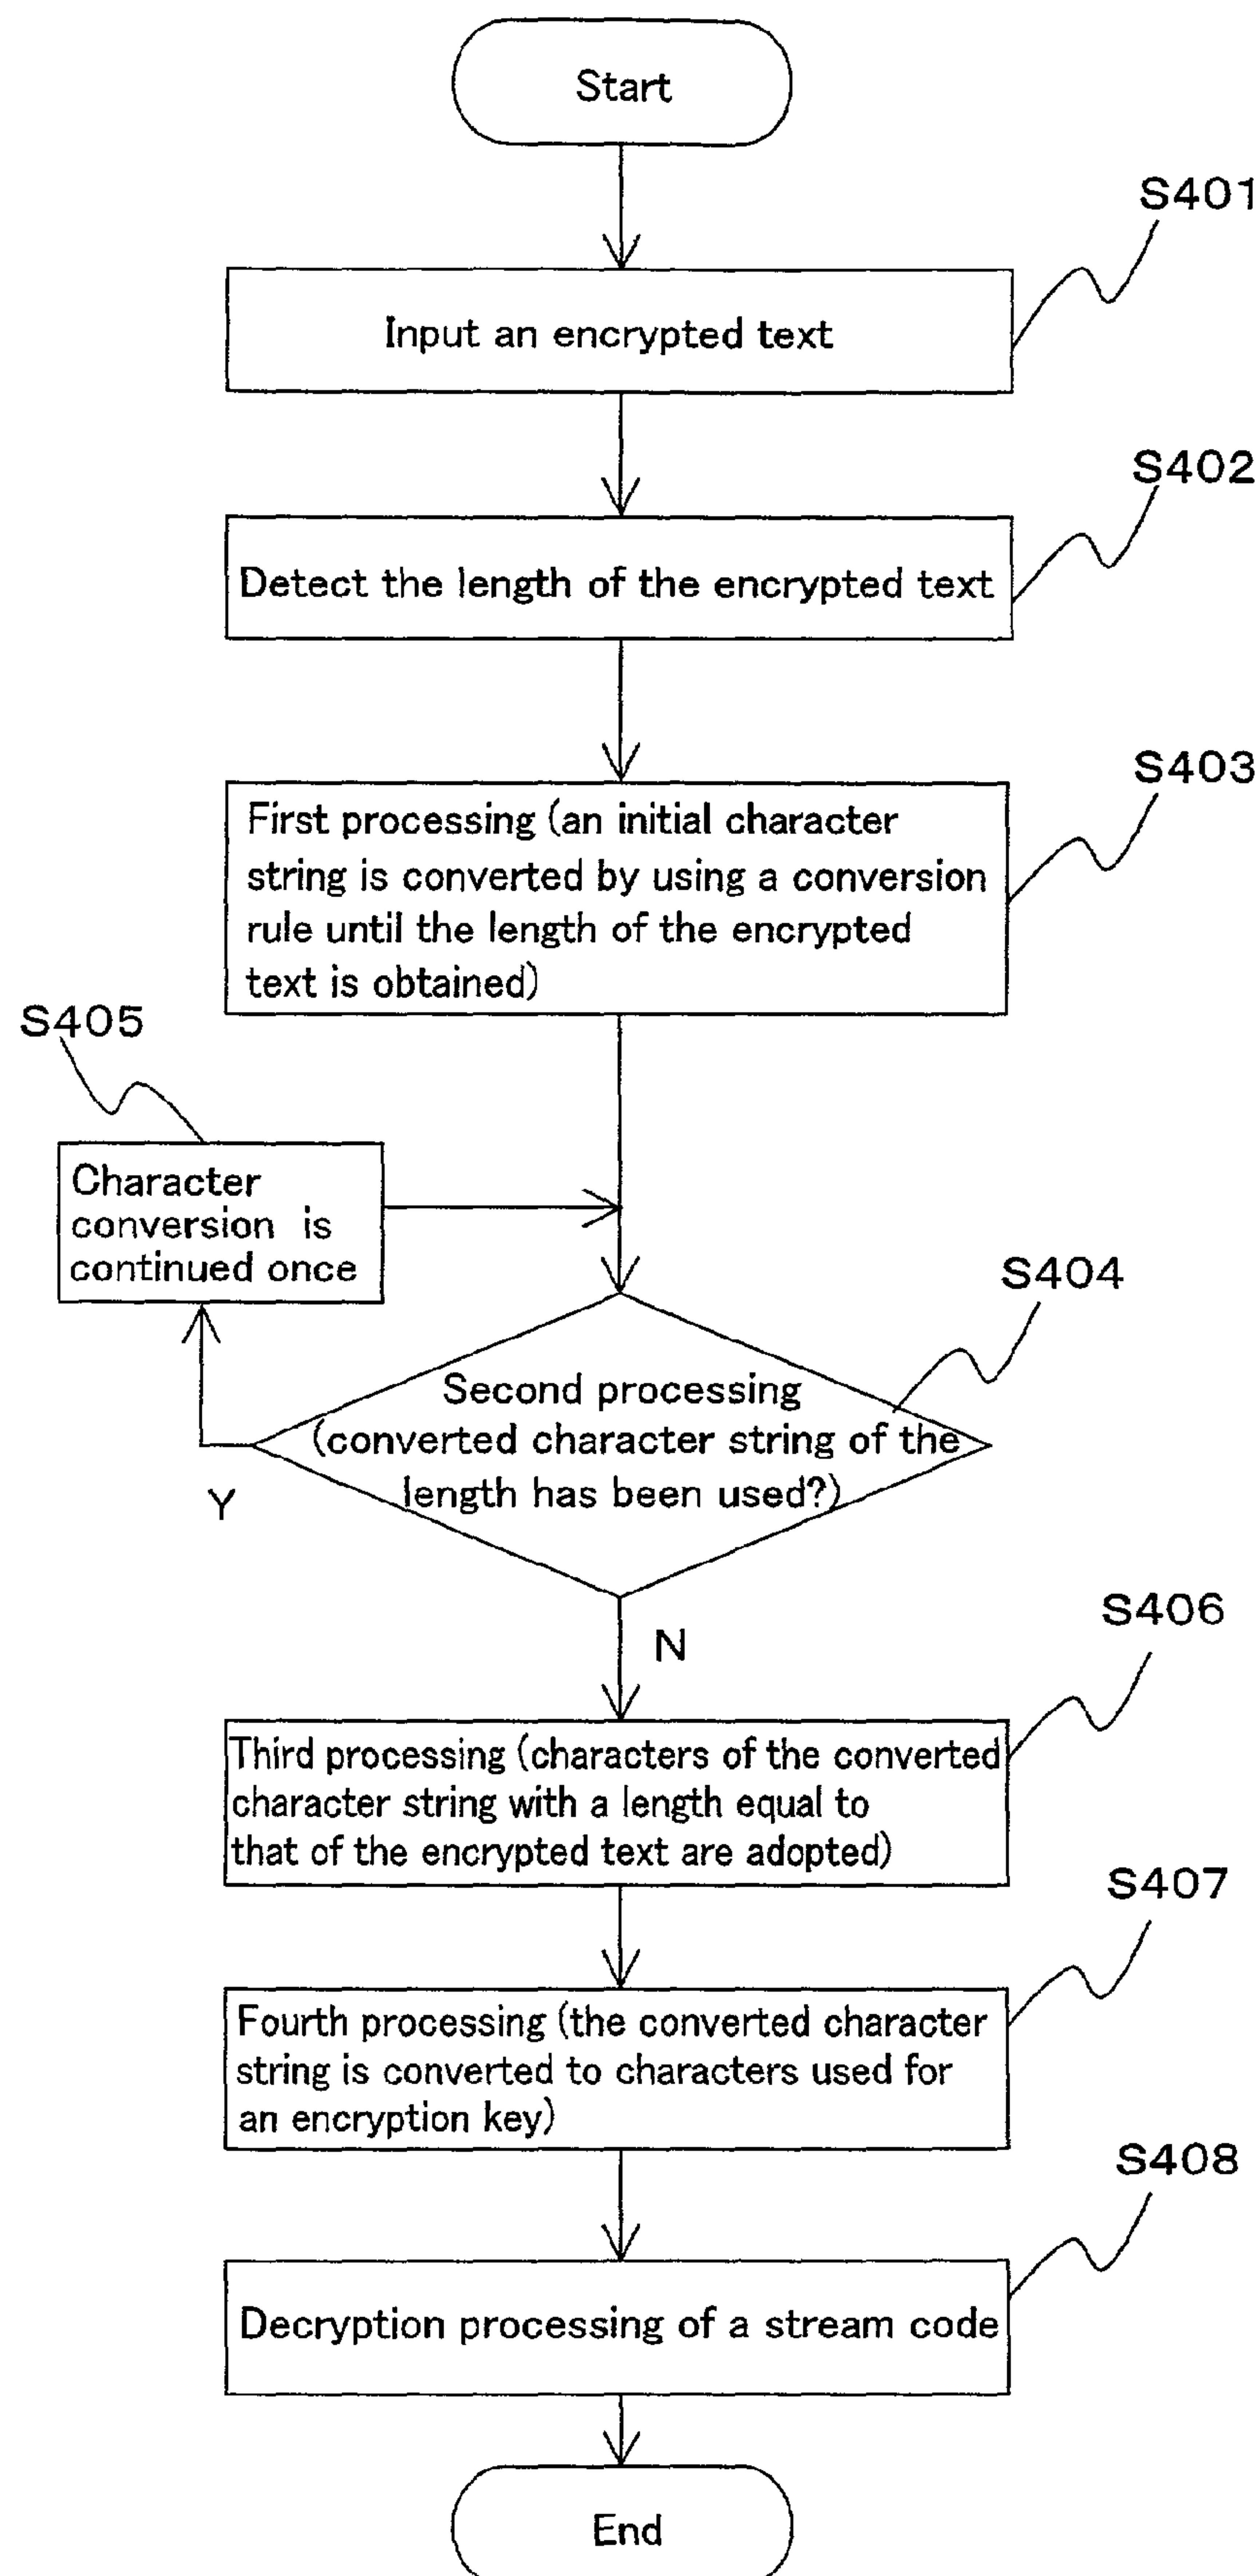 Start
S401
Input an encrypted text
S402
Detect the length of the encrypted text
S403
First processing (an initial character
string is converted by using a conversion
rule until the length of the encrypted
text is obtained)
S405
Character
conversion is
continued once
S404
Second processing
(converted character string of the
length has been used?)
Y
N
S406
Third processing (characters of the converted
character string with a length equal to
that of the encrypted text are adopted)
S407
Fourth processing (the converted character
string is converted to characters used for
an encryption key)
S408
Decryption processing of a stream code
End